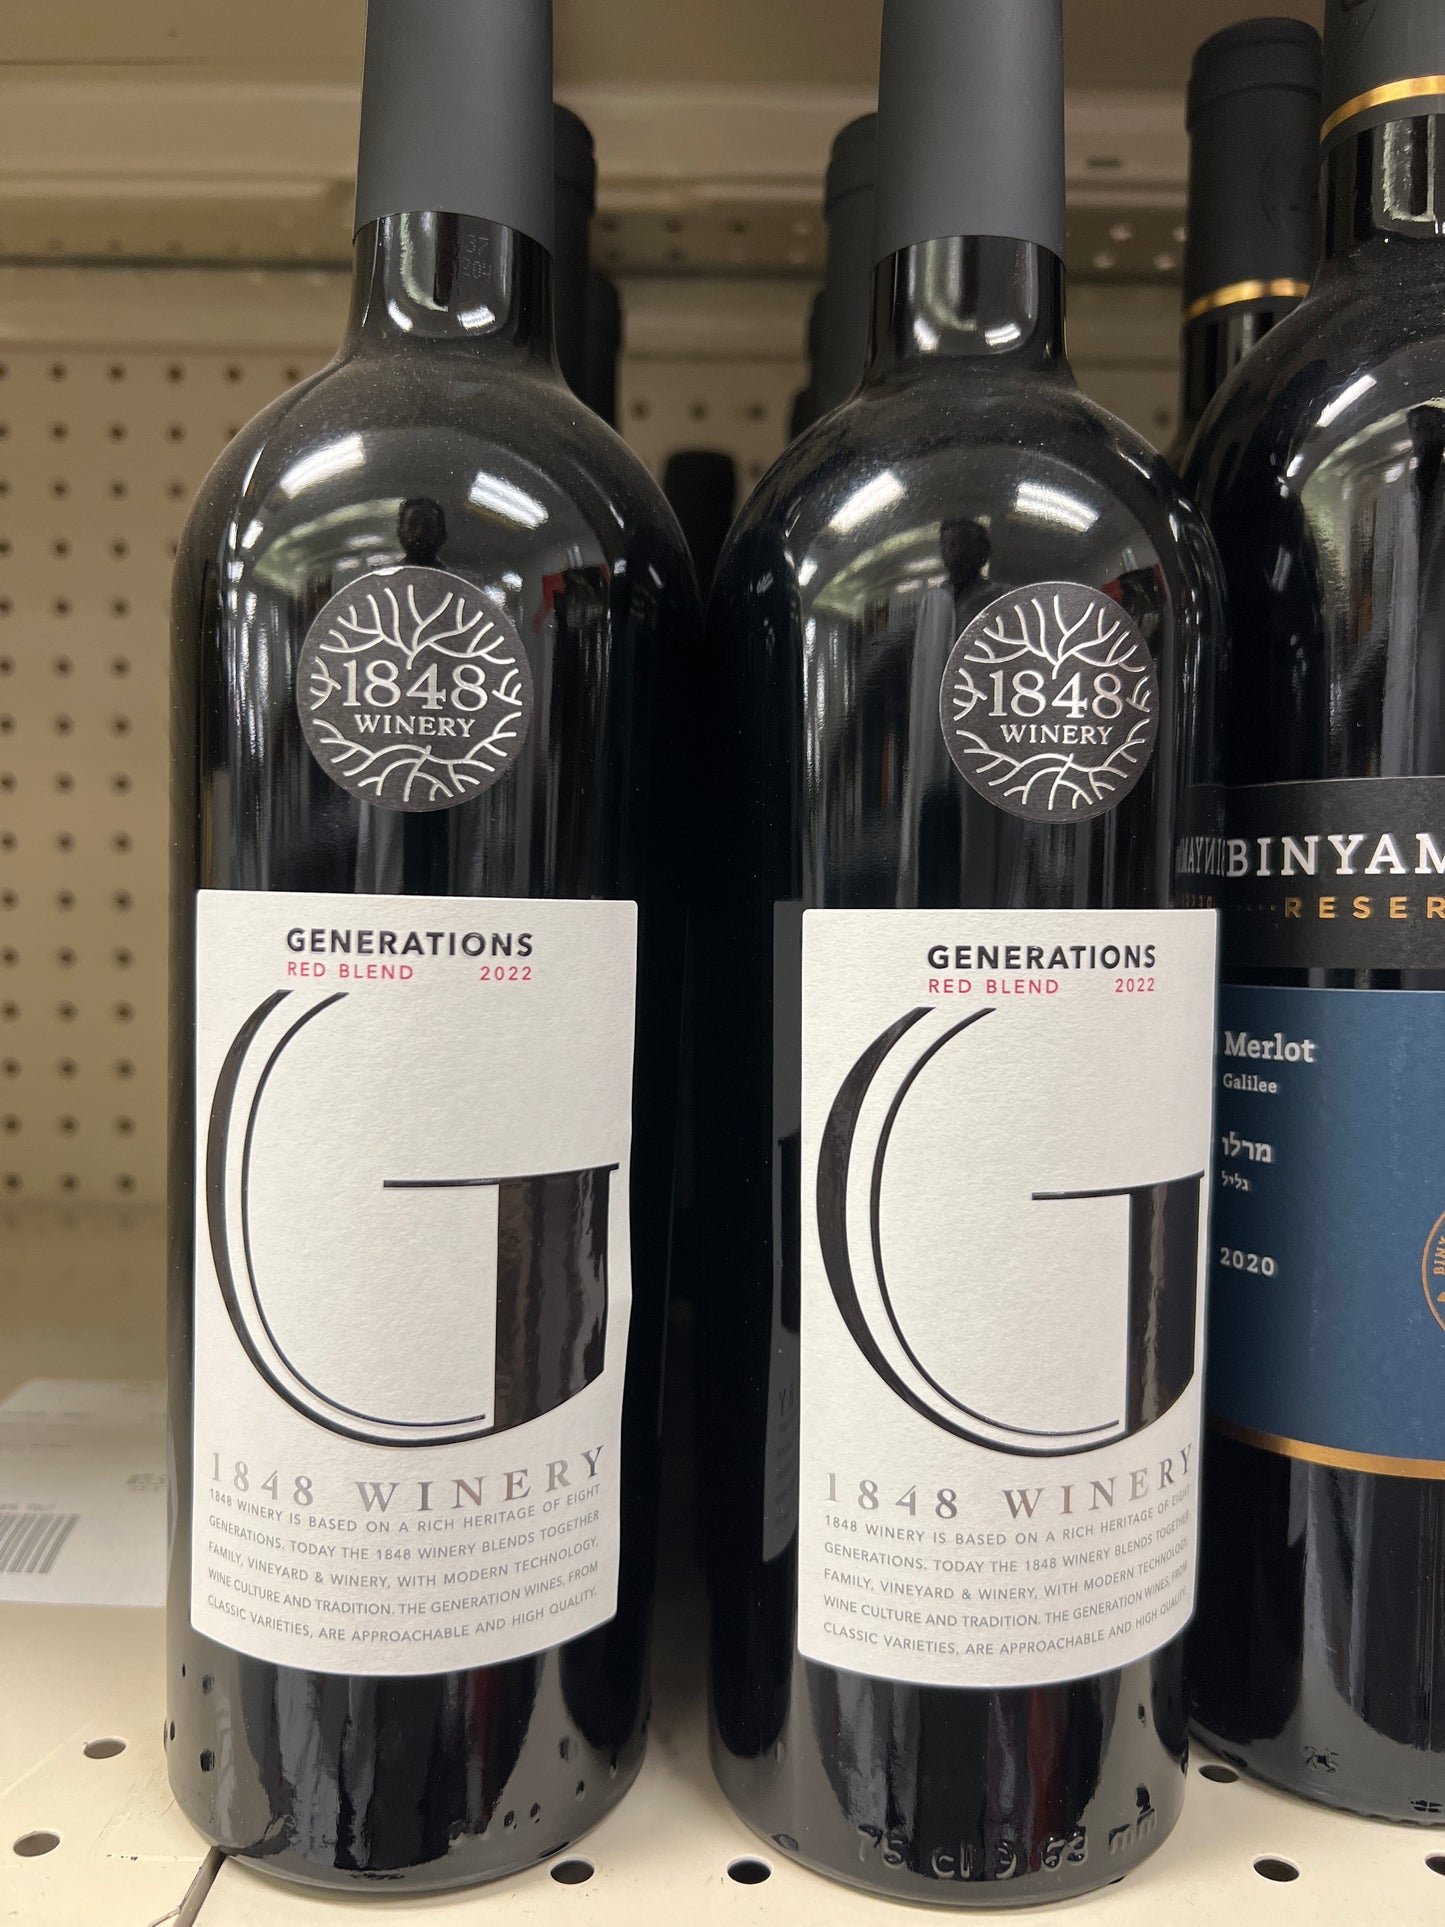 1848
WINERY
GENERATIONS
RED BLEND 2022
1848 WINERY
1848 WINERY IS BASED ON A RICH HERITAGE OF EIGHT
GENERATIONS. TODAY THE 1848 WINERY BLENDS TOGETHER
FAMILY, VINEYARD & WINERY, WITH MODERN TECHNOLOGY,
WINE CULTURE AND TRADITION. THE GENERATION WINES, FROM
CLASSIC VARIETIES, ARE APPROACHABLE AND HIGH QUALITY.
1848
WINERY
GENERATIONS
RED BLEND 2022
G
1848 WINERY
1848 WINERY IS BASED ON A RICH HERITAGE OF EIGHT
GENERATIONS. TODAY THE 1848 WINERY BLENDS TOGETHER
FAMILY, VINEYARD & WINERY, WITH MODERN TECHNOLOGY,
WINE CULTURE AND TRADITION. THE GENERATION WINES, FROM
CLASSIC VARIETIES, ARE APPROACHABLE AND HIGH QUALITY.
75 cl 63 mm
BINYAM
RESER
Merlot
Galilee
מרלו
גליל
2020